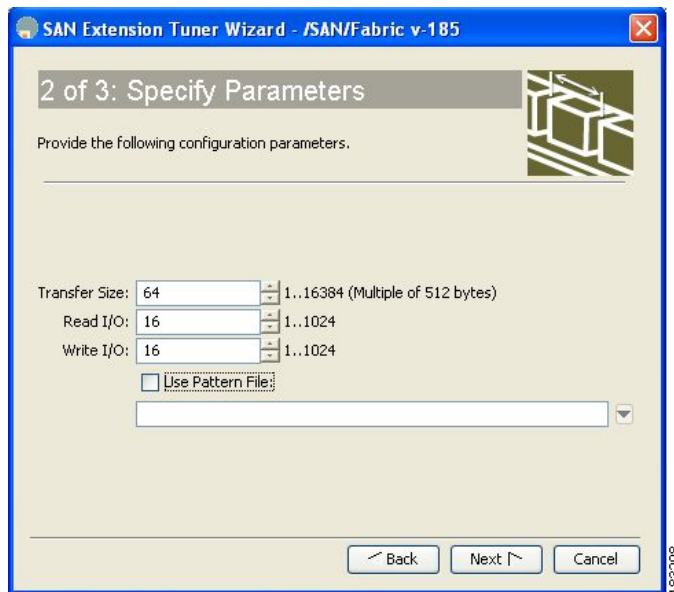 SAN Extension Tuner Wizard - /SAN/Fabric v-185
2 of 3: Specify Parameters
Provide the following configuration parameters.
Transfer Size: 64 1..16384 (Multiple of 512 bytes)
Read I/O: 16 1..1024
Write I/O: 16 1..1024
Use Pattern File:
Back Next Cancel